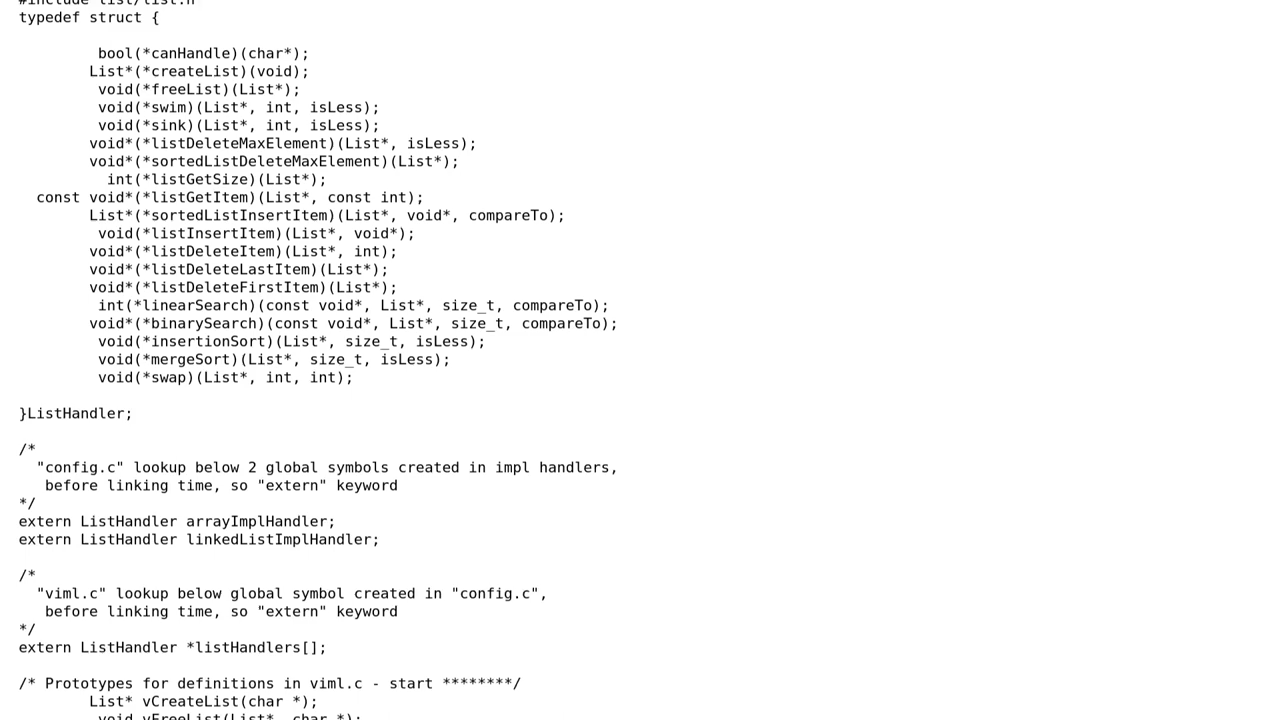 #include "list/list.h"
typedef struct {
bool(*canHandle)(char*);
List*(*createList)(void);
void(*freeList)(List*);
void(*swim)(List*, int, isLess);
void(*sink)(List*, int, isLess);
void*(*listDeleteMaxElement)(List*, isLess);
void*(*sortedListDeleteMaxElement)(List*);
int(*listGetSize)(List*);
const void*(*listGetItem)(List*, const int);
List*(*sortedListInsertItem)(List*, void*, compareTo);
void(*listInsertItem)(List*, void*);
void*(*listDeleteItem)(List*, int);
void*(*listDeleteLastItem)(List*);
void*(*listDeleteFirstItem)(List*);
int(*linearSearch)(const void*, List*, size_t, compareTo);
void*(*binarySearch)(const void*, List*, size_t, compareTo);
void(*insertionSort)(List*, size_t, isLess);
void(*mergeSort)(List*, size_t, isLess);
void(*swap)(List*, int, int);
}ListHandler;
/*
"config.c" lookup below 2 global symbols created in impl handlers,
before linking time, so "extern" keyword
*/
extern ListHandler arrayImplHandler;
extern ListHandler linkedListImplHandler;
/*
"viml.c" lookup below global symbol created in "config.c",
before linking time, so "extern" keyword
*/
extern ListHandler *listHandlers[];
/* Prototypes for definitions in viml.c - start ********/
List* vCreateList(char *);
void vFreeList(List*, char *);